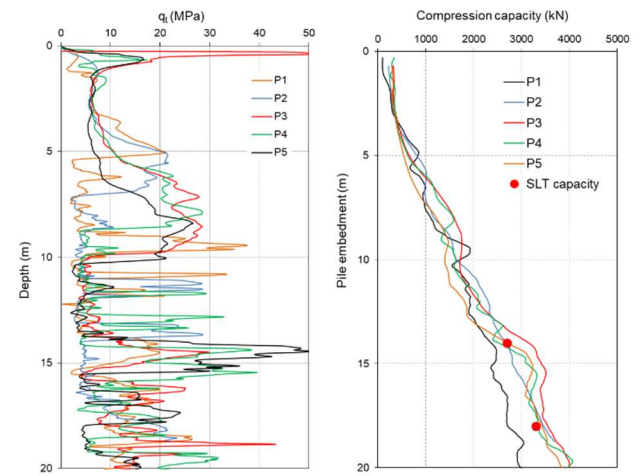 qt (MPa)
0 10 20 30 40 50
0
5
10
15
20
Depth (m)
P1
P2
P3
P4
P5
Compression capacity (kN)
0 1000 2000 3000 4000 5000
0
5
10
15
20
Pile embedment (m)
P1
P2
P3
P4
P5
SLT capacity